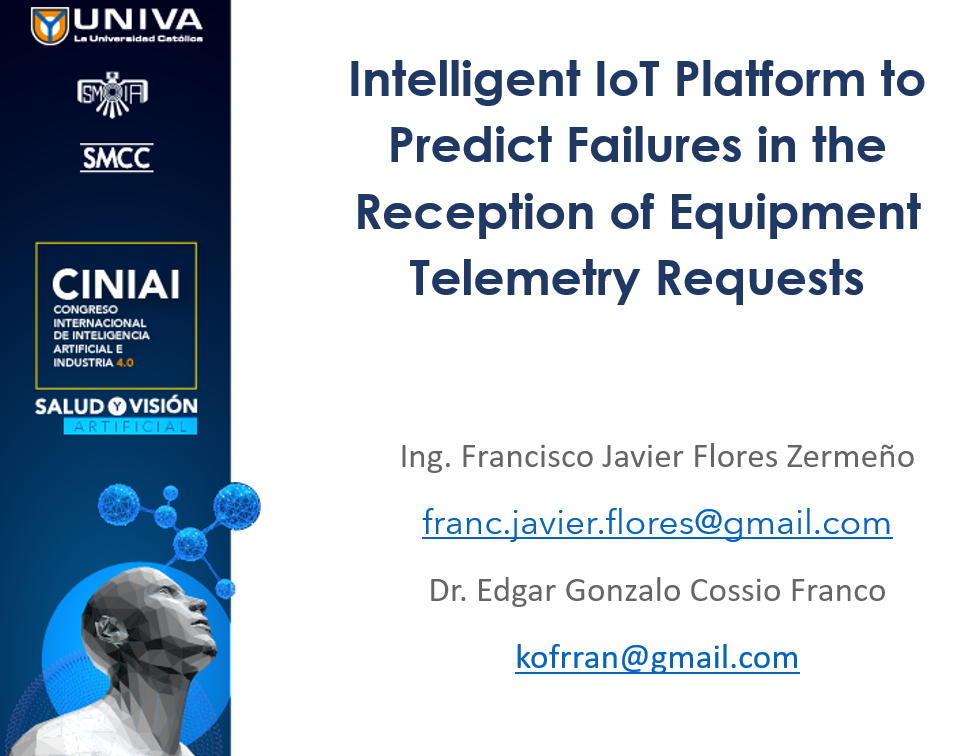 UNIVA
La Universidad Católica
SMIA
SMCC
CINIAI
CONGRESO
INTERNACIONAL
DE INTELIGENCIA
ARTIFICIAL E
INDUSTRIA 4.0
SALUD Y VISIÓN
ARTIFICIAL
Intelligent IoT Platform to
Predict Failures in the
Reception of Equipment
Telemetry Requests
Ing. Francisco Javier Flores Zermeño
franc.javier.flores@gmail.com
Dr. Edgar Gonzalo Cossio Franco
kofrran@gmail.com